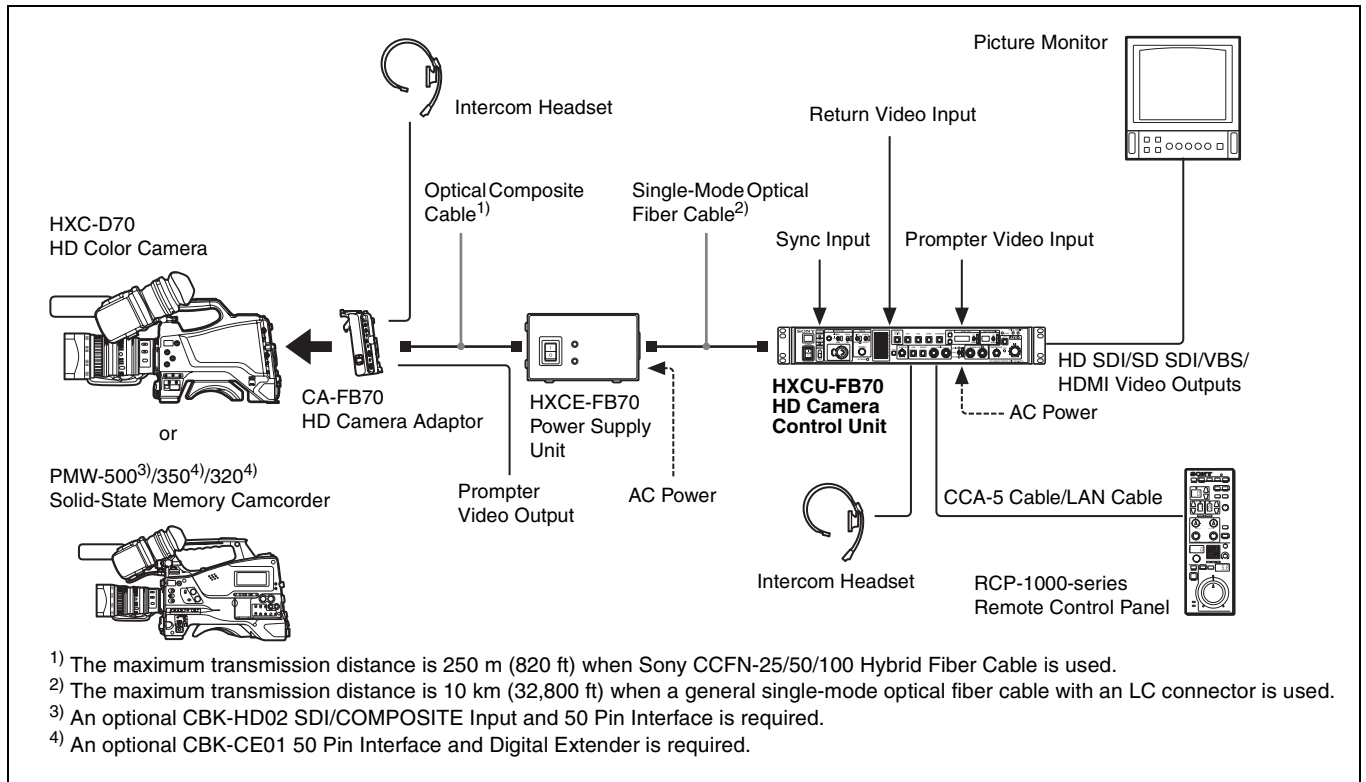 Picture Monitor
Intercom Headset
Return Video Input
Optical Composite
Cable1)
Single-Mode Optical
Fiber Cable2)
HXC-D70
HD Color Camera
Sync Input
Prompter Video Input
CA-FB70
HD Camera Adaptor
HXCE-FB70
Power Supply
Unit
HXCU-FB70
HD Camera
Control Unit
HD SDI/SD SDI/VBS/
HDMI Video Outputs
AC Power
or
PMW-5003)/3504)/3204)
Solid-State Memory Camcorder
Prompter
Video Output
AC Power
CCA-5 Cable/LAN Cable
SONY
Intercom Headset
RCP-1000-series
Remote Control Panel
1) The maximum transmission distance is 250 m (820 ft) when Sony CCFN-25/50/100 Hybrid Fiber Cable is used.
2) The maximum transmission distance is 10 km (32,800 ft) when a general single-mode optical fiber cable with an LC connector is used.
3) An optional CBK-HD02 SDI/COMPOSITE Input and 50 Pin Interface is required.
4) An optional CBK-CE01 50 Pin Interface and Digital Extender is required.